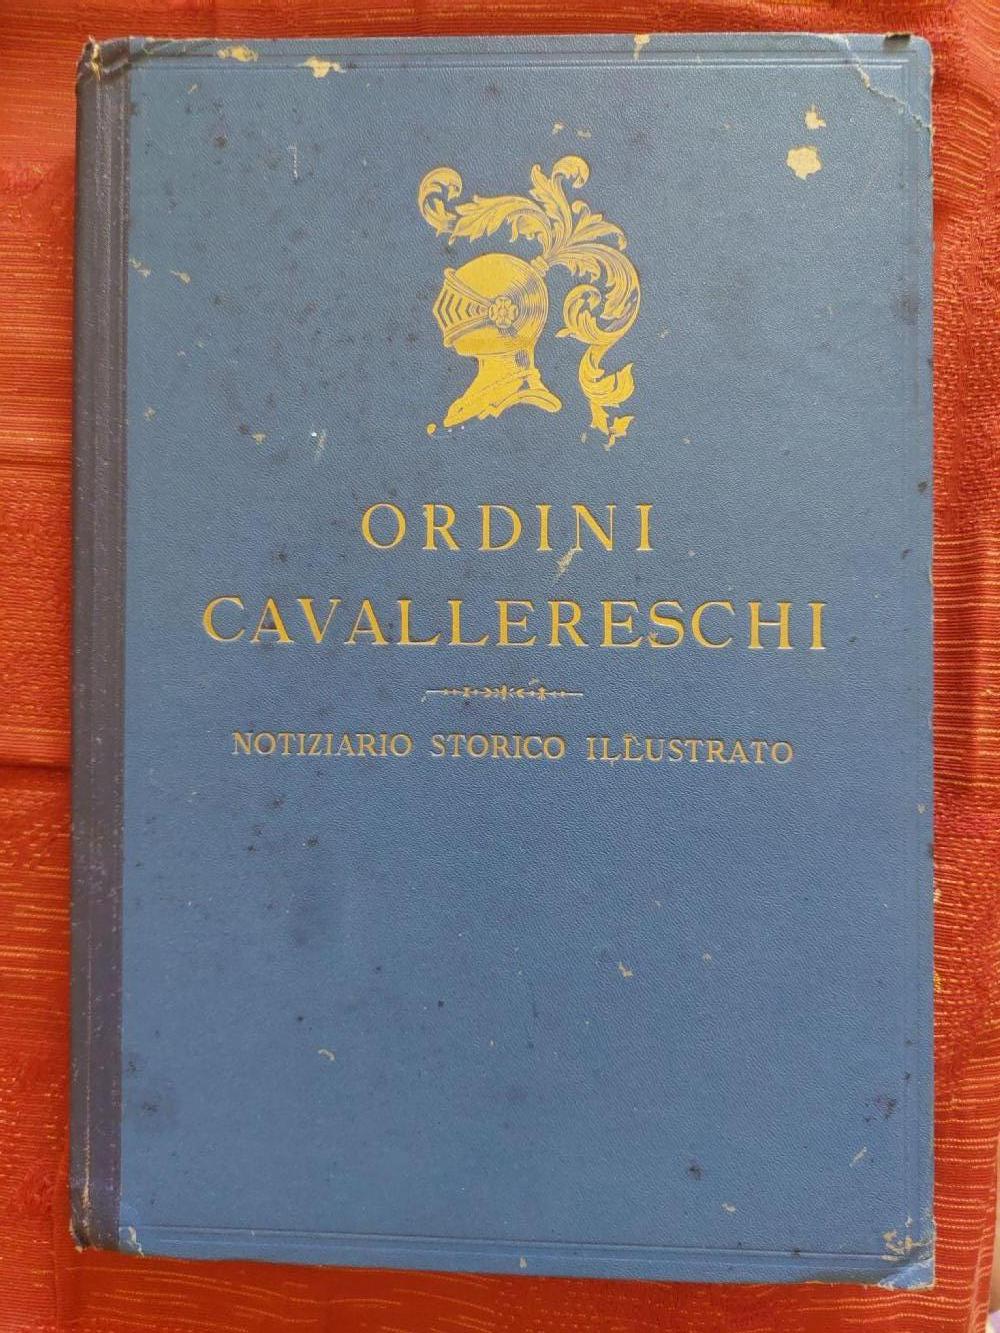 ORDINI
CAVALLERESCHI
NOTIZIARIO STORICO ILLUSTRATO